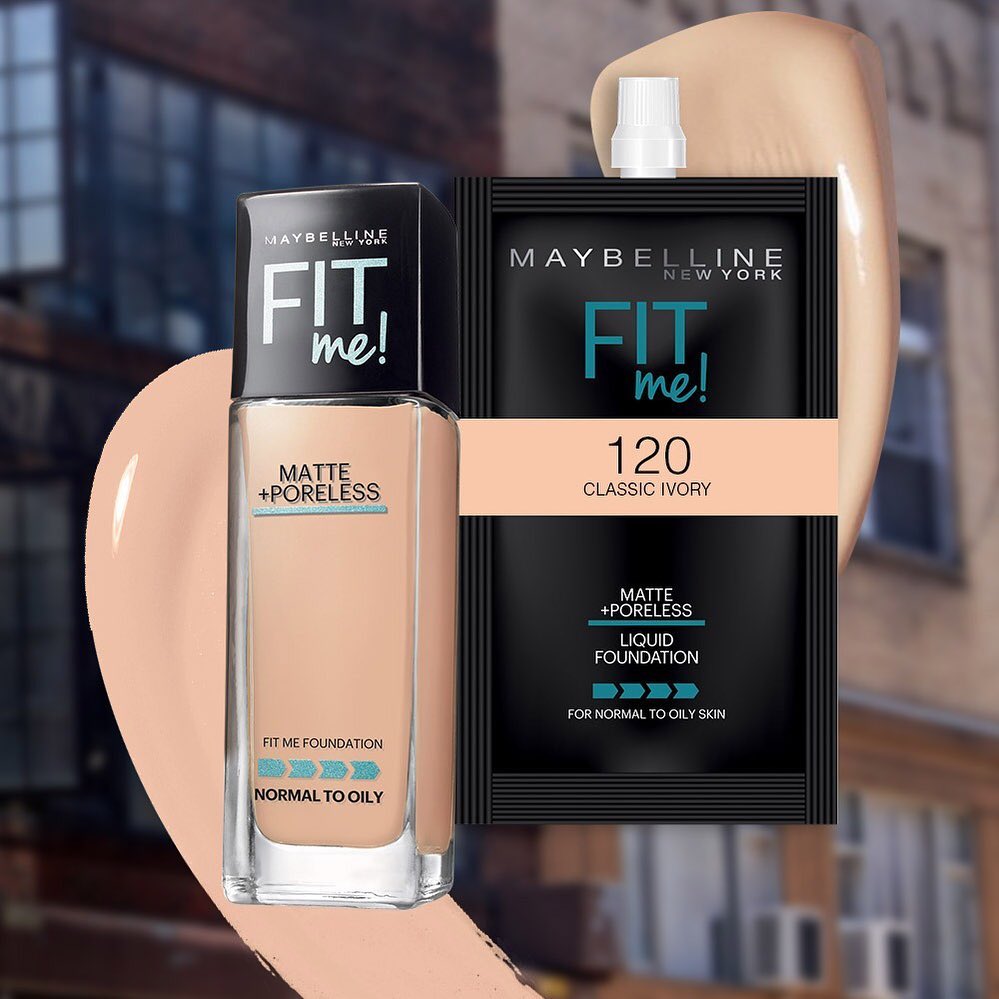 MAYBELLINE
NEW YORK
FIT
me!
MATTE
+PORELESS
FIT ME FOUNDATION
NORMAL TO OILY
MAYBELLINE
NEW YORK
FIT
me!
120
CLASSIC IVORY
MATTE
+PORELESS
LIQUID
FOUNDATION
FOR NORMAL TO OILY SKIN